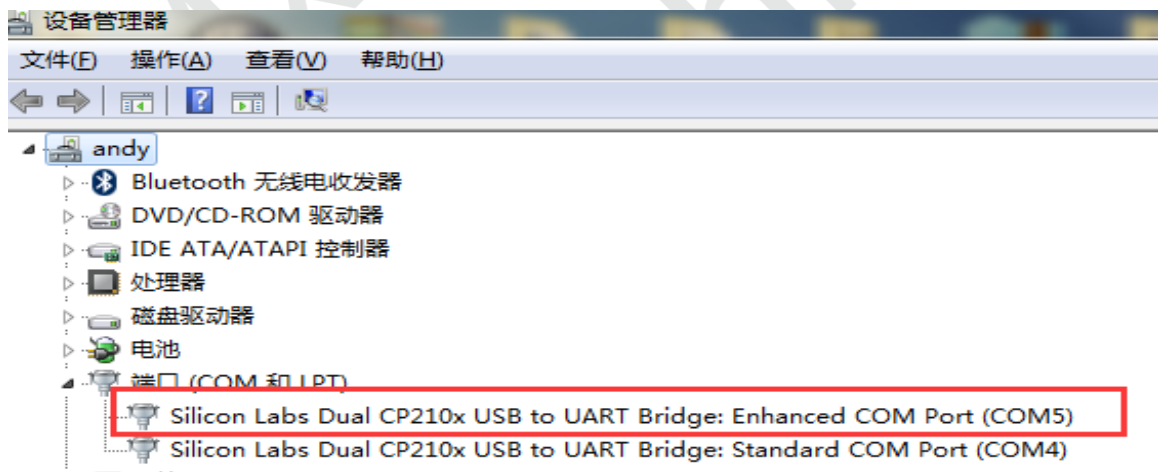 设备管理器
文件(F) 操作(A) 查看(V) 帮助(H)
andy
Bluetooth 无线电收发器
DVD/CD-ROM 驱动器
IDE ATA/ATAPI 控制器
处理器
磁盘驱动器
电池
端口 (COM 和 LPT)
Silicon Labs Dual CP210x USB to UART Bridge: Enhanced COM Port (COM5)
Silicon Labs Dual CP210x USB to UART Bridge: Standard COM Port (COM4)